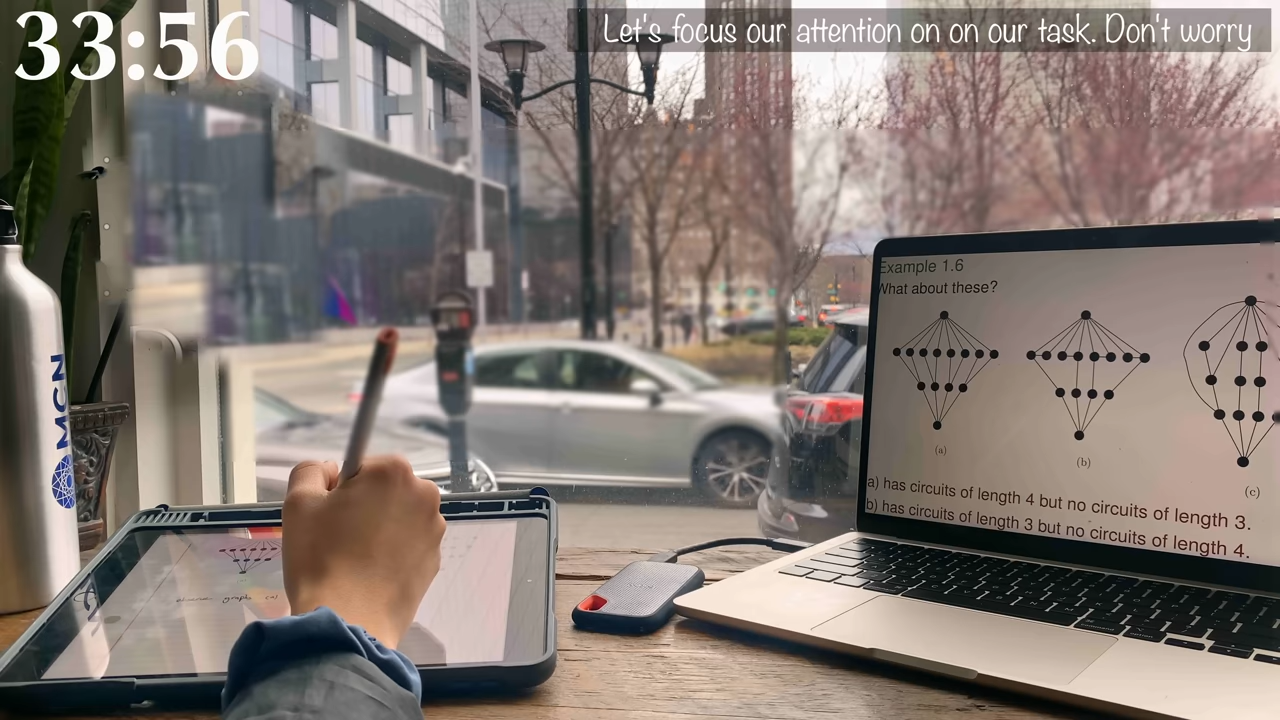 33:56
Let's focus our attention on on our task. Don't worry
MCN
Example 1.6
What about these?
(a)
(b)
(c)
a) has circuits of length 4 but no circuits of length 3.
b) has circuits of length 3 but no circuits of length 4.
graphs (a)